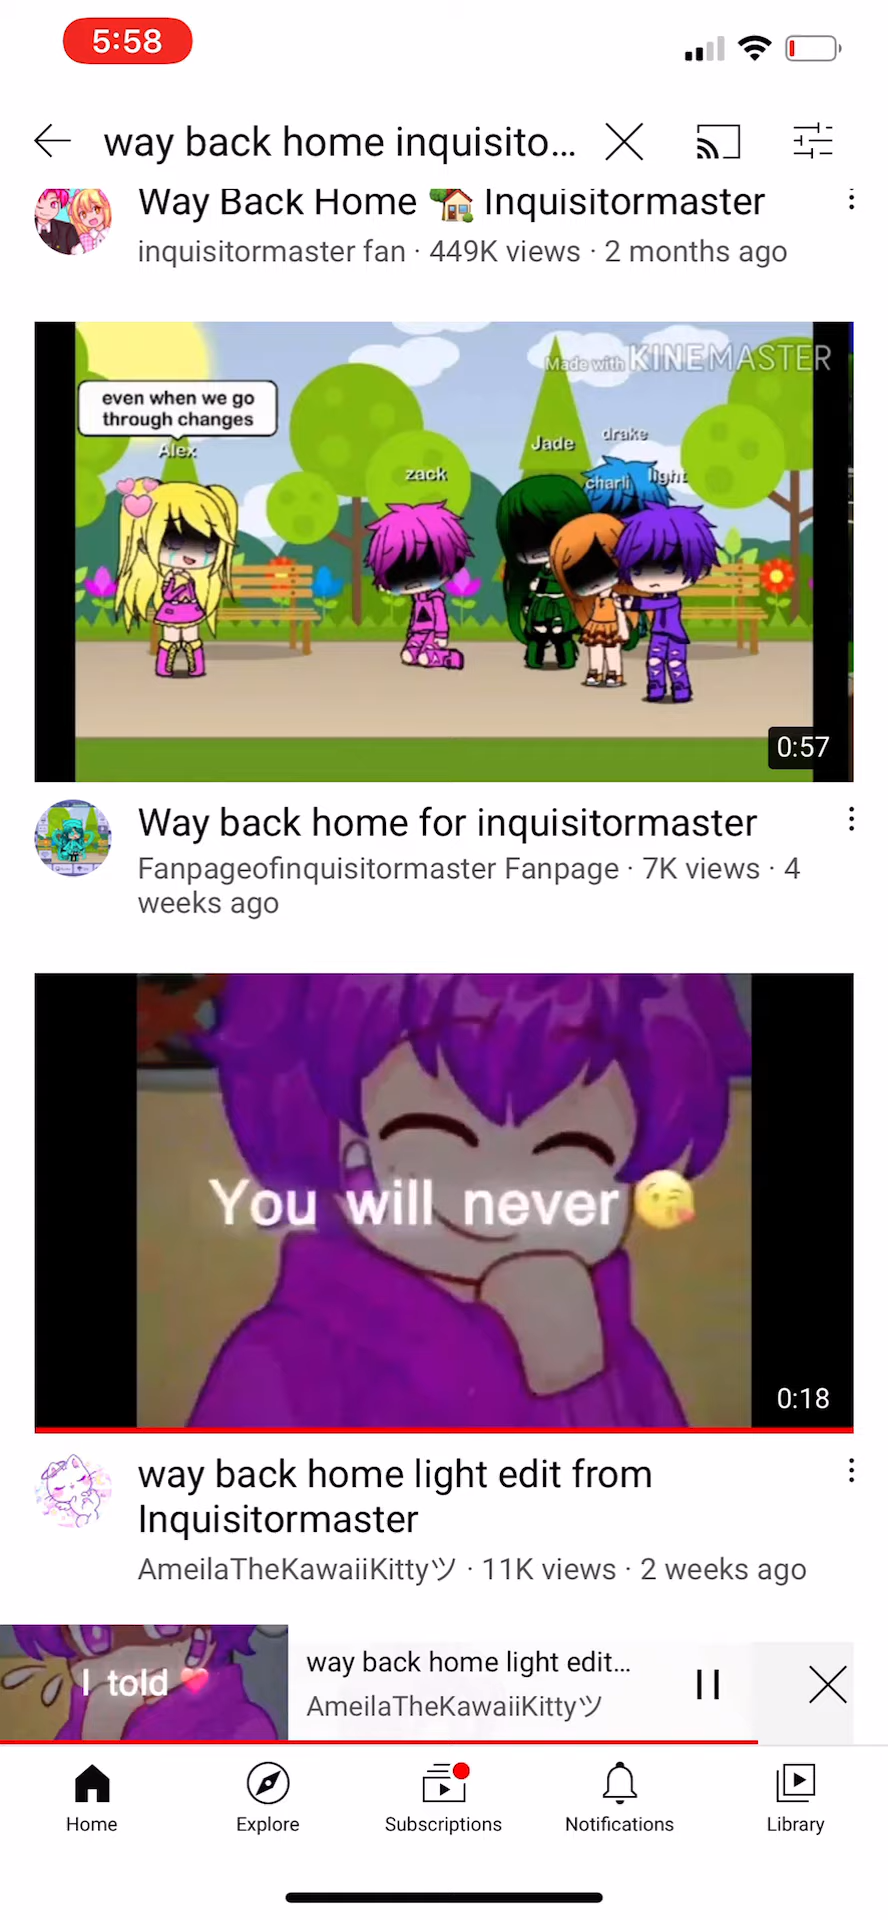 5:58
way back home inquisito...
Way Back Home 🏡 Inquisitormaster
inquisitormaster fan · 449K views · 2 months ago
Made with KINEMASTER
even when we go
through changes
Alex
zack
Jade
drake
charli
light
0:57
Way back home for inquisitormaster
Fanpageofinquisitormaster Fanpage · 7K views · 4
weeks ago
You will never 😘
0:18
way back home light edit from
Inquisitormaster
AmeilaTheKawaiiKittyツ · 11K views · 2 weeks ago
I told
way back home light edit...
AmeilaTheKawaiiKittyツ
Home
Explore
Subscriptions
Notifications
Library